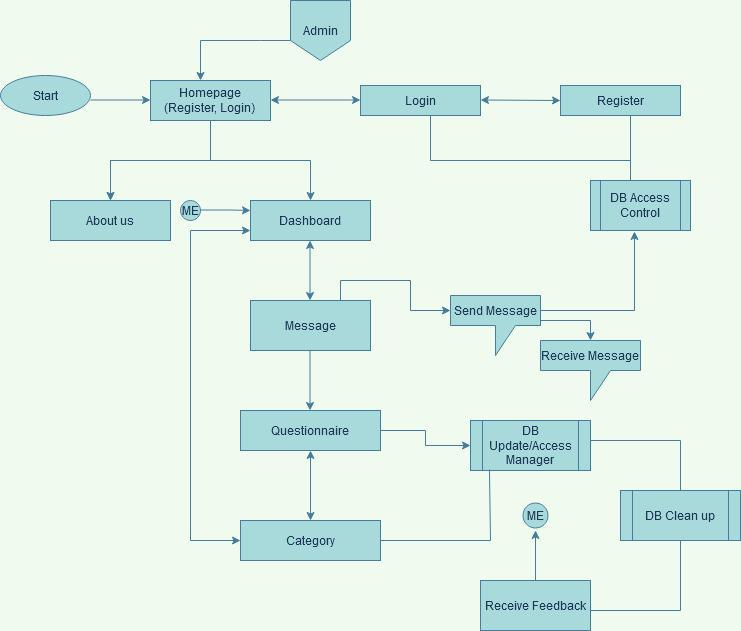 Admin
Start
Homepage
(Register, Login)
Login
Register
DB Access
Control
About us
ME
Dashboard
Message
Send Message
Receive Message
Questionnaire
DB
Update/Access
Manager
ME
DB Clean up
Category
Receive Feedback